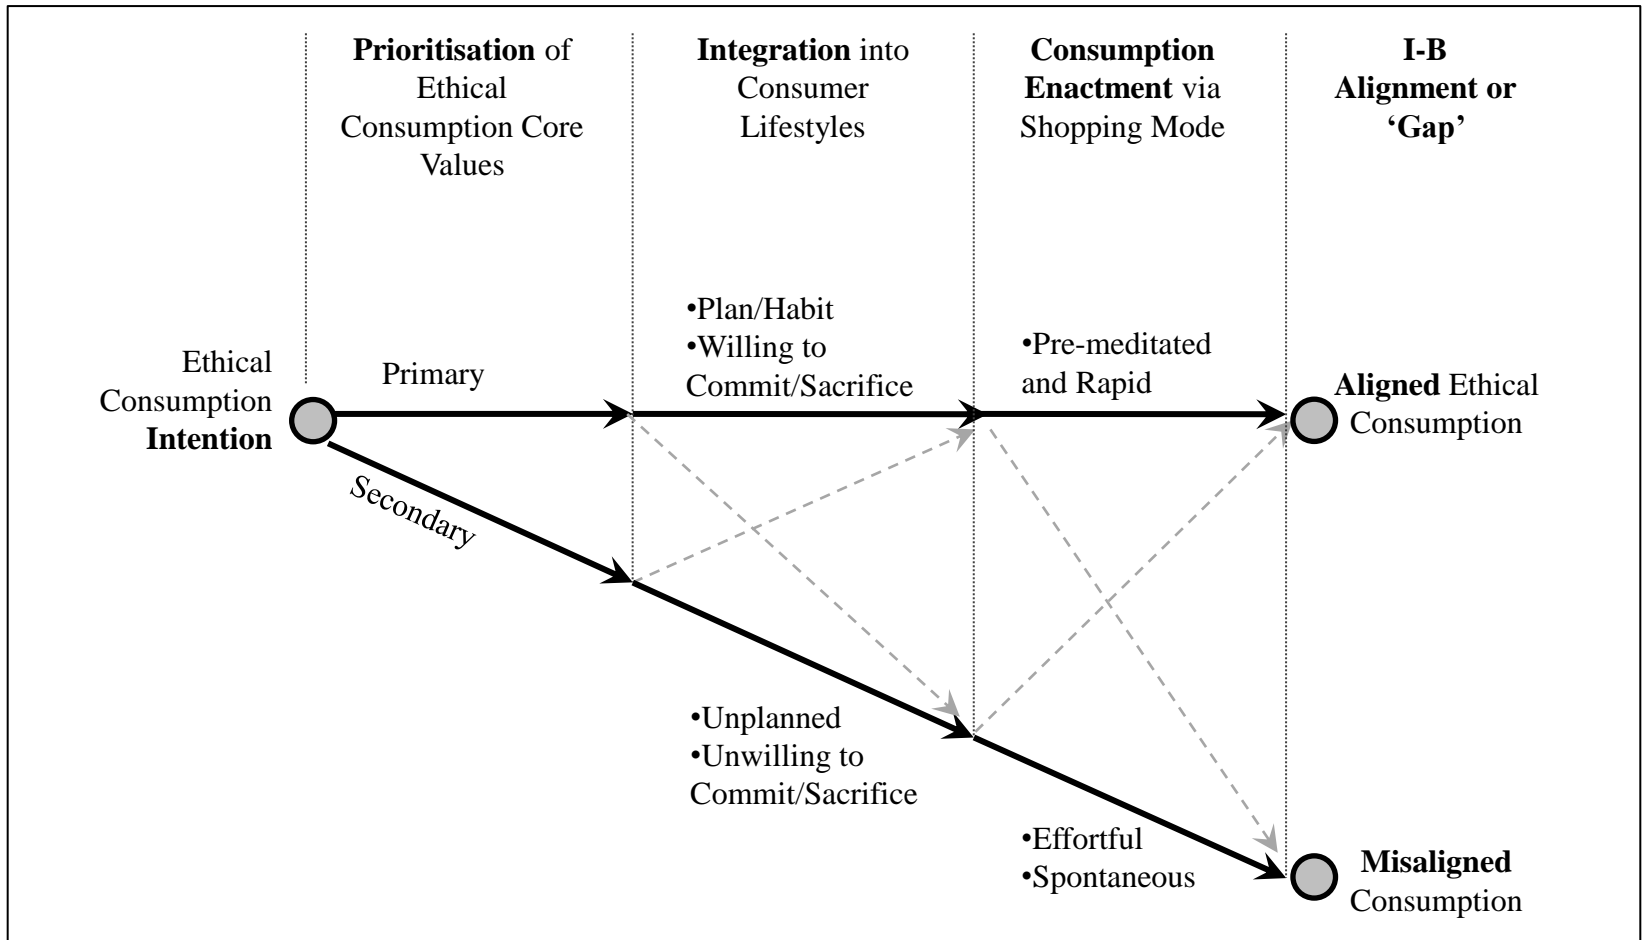 Prioritisation of
Ethical
Consumption Core
Values
Integration into
Consumer
Lifestyles
Consumption
Enactment via
Shopping Mode
I-B
Alignment or
‘Gap’
Ethical
Consumption
Intention
Primary
Secondary
•Plan/Habit
•Willing to
Commit/Sacrifice
•Pre-meditated
and Rapid
Aligned Ethical
Consumption
•Unplanned
•Unwilling to
Commit/Sacrifice
•Effortful
•Spontaneous
Misaligned
Consumption